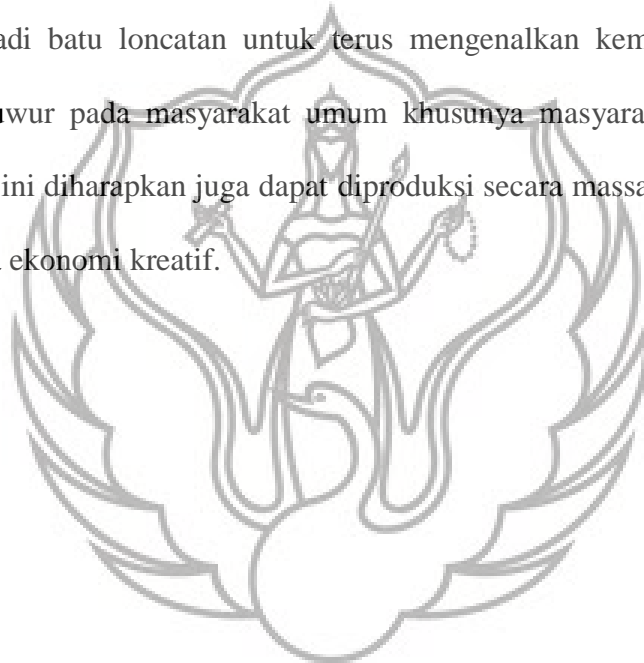 adi batu loncatan untuk terus mengenalkan kem
wur pada masyarakat umum khusunya masyara
ini diharapkan juga dapat diproduksi secara massa
ekonomi kreatif.